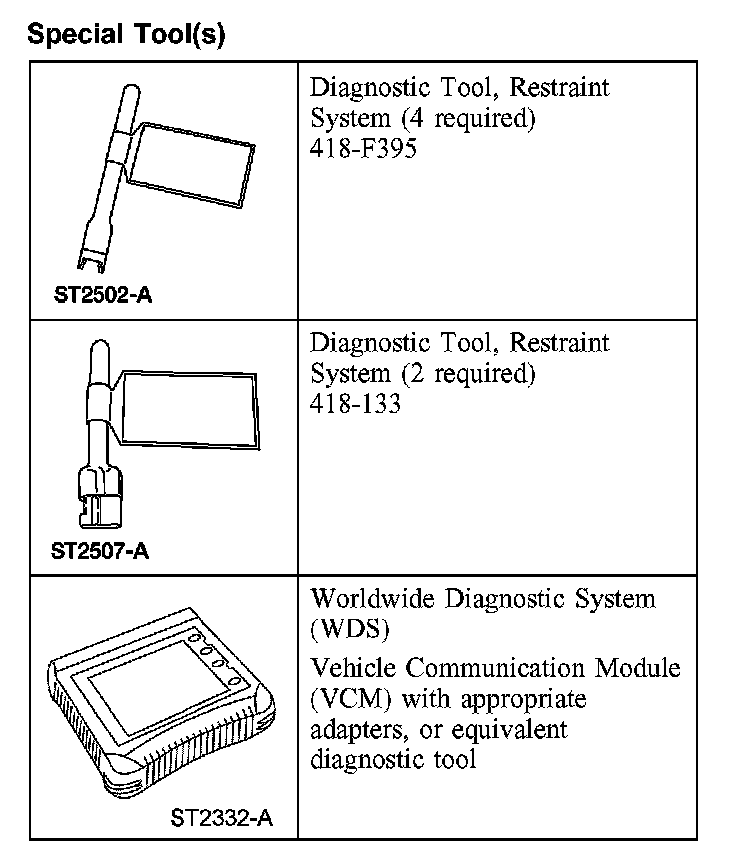 Special Tool(s)
Diagnostic Tool, Restraint
System (4 required)
418-F395
ST2502-A
Diagnostic Tool, Restraint
System (2 required)
418-133
ST2507-A
Worldwide Diagnostic System
(WDS)
Vehicle Communication Module
(VCM) with appropriate
adapters, or equivalent
diagnostic tool
ST2332-A